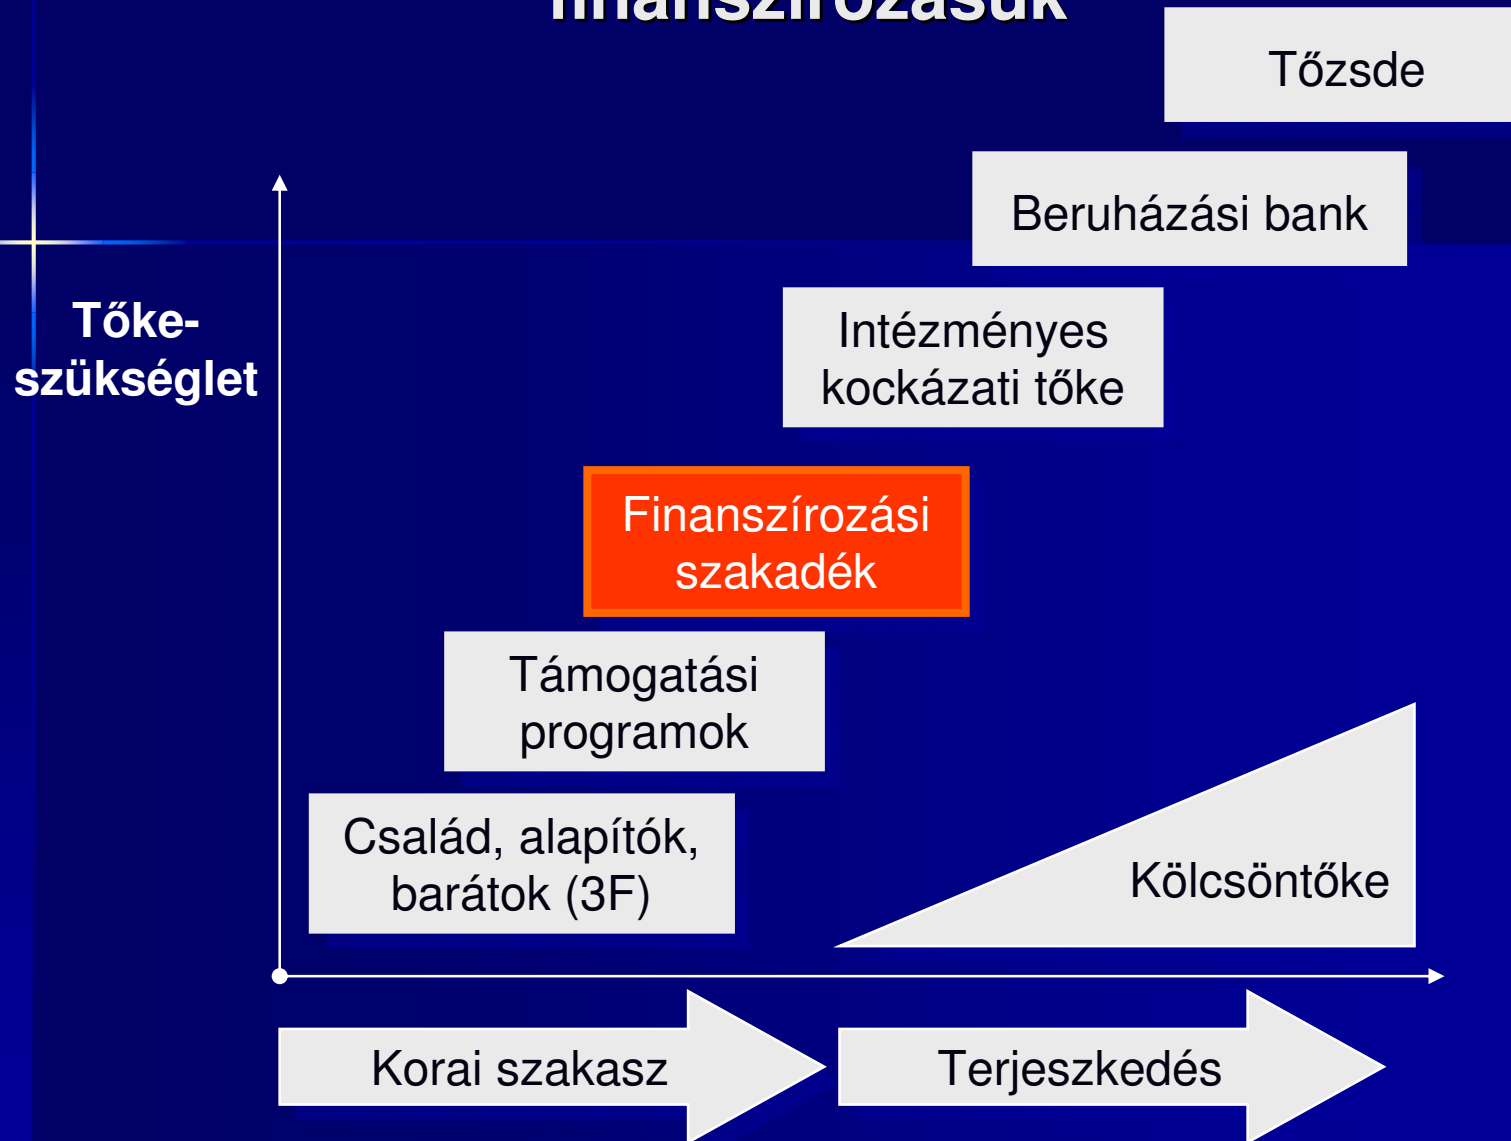 finanszírozásuk
Tőzsde
Beruházási bank
Tőke-
szükséglet
Intézményes
kockázati tőke
Finanszírozási
szakadék
Támogatási
programok
Család, alapítók,
barátok (3F)
Kölcsöntőke
Korai szakasz
Terjeszkedés